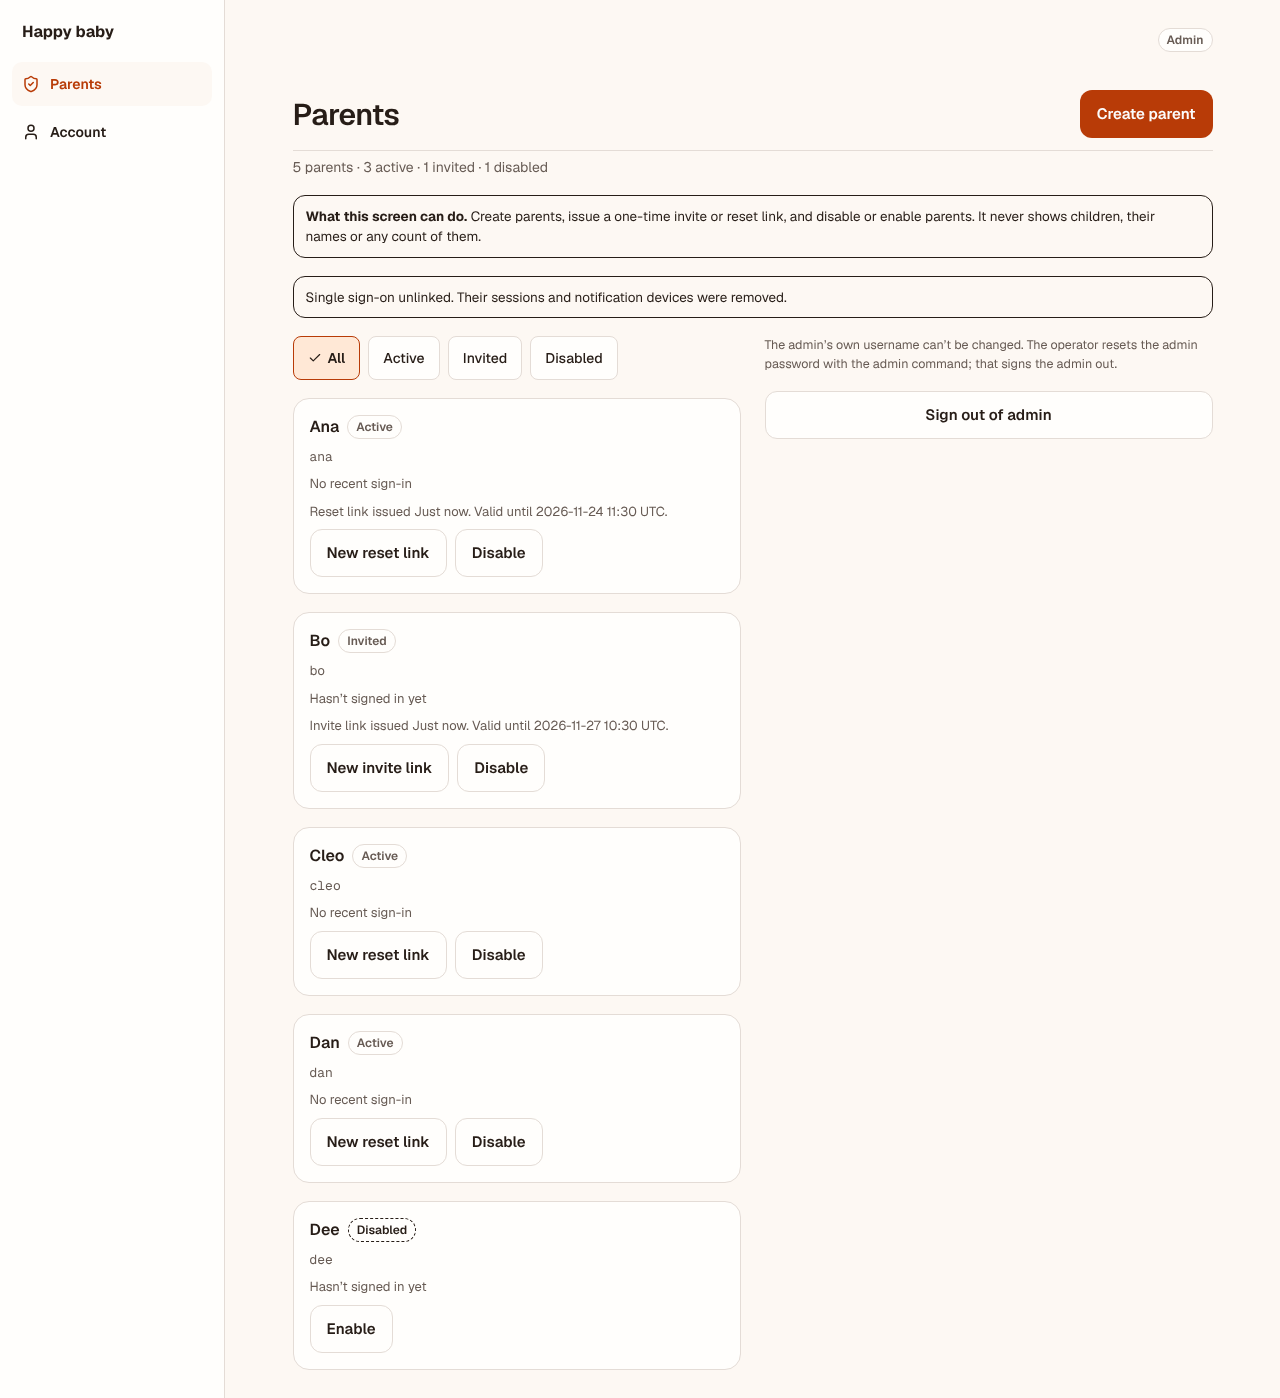 Happy baby
Parents
Account
Admin
Parents
Create parent
5 parents · 3 active · 1 invited · 1 disabled
What this screen can do. Create parents, issue a one-time invite or reset link, and disable or enable parents. It never shows children, their
names or any count of them.
Single sign-on unlinked. Their sessions and notification devices were removed.
All
Active
Invited
Disabled
The admin’s own username can’t be changed. The operator resets the admin
password with the admin command; that signs the admin out.
Sign out of admin
Ana
Active
ana
No recent sign-in
Reset link issued Just now. Valid until 2026-11-24 11:30 UTC.
New reset link
Disable
Bo
Invited
bo
Hasn’t signed in yet
Invite link issued Just now. Valid until 2026-11-27 10:30 UTC.
New invite link
Disable
Cleo
Active
cleo
No recent sign-in
New reset link
Disable
Dan
Active
dan
No recent sign-in
New reset link
Disable
Dee
Disabled
dee
Hasn’t signed in yet
Enable